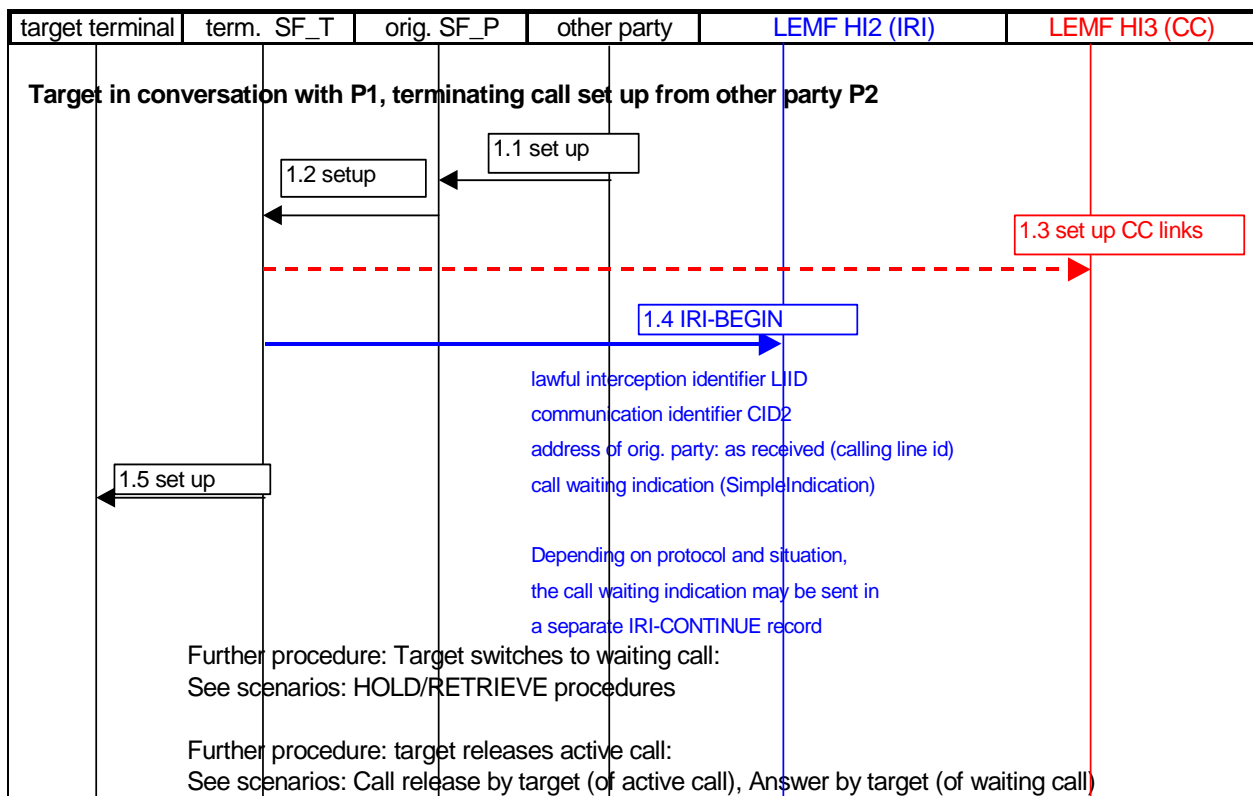 target terminal term. SF_T orig. SF_P other party LEMF HI2 (IRI) LEMF HI3 (CC)
Target in conversation with P1, terminating call set up from other party P2
1.1 set up
1.2 setup
1.3 set up CC links
1.4 IRI-BEGIN
lawful interception identifier LIID
communication identifier CID2
address of orig. party: as received (calling line id)
1.5 set up
call waiting indication (SimpleIndication)
Depending on protocol and situation,
the call waiting indication may be sent in
a separate IRI-CONTINUE record
Further procedure: Target switches to waiting call:
See scenarios: HOLD/RETRIEVE procedures
Further procedure: target releases active call:
See scenarios: Call release by target (of active call), Answer by target (of waiting call)